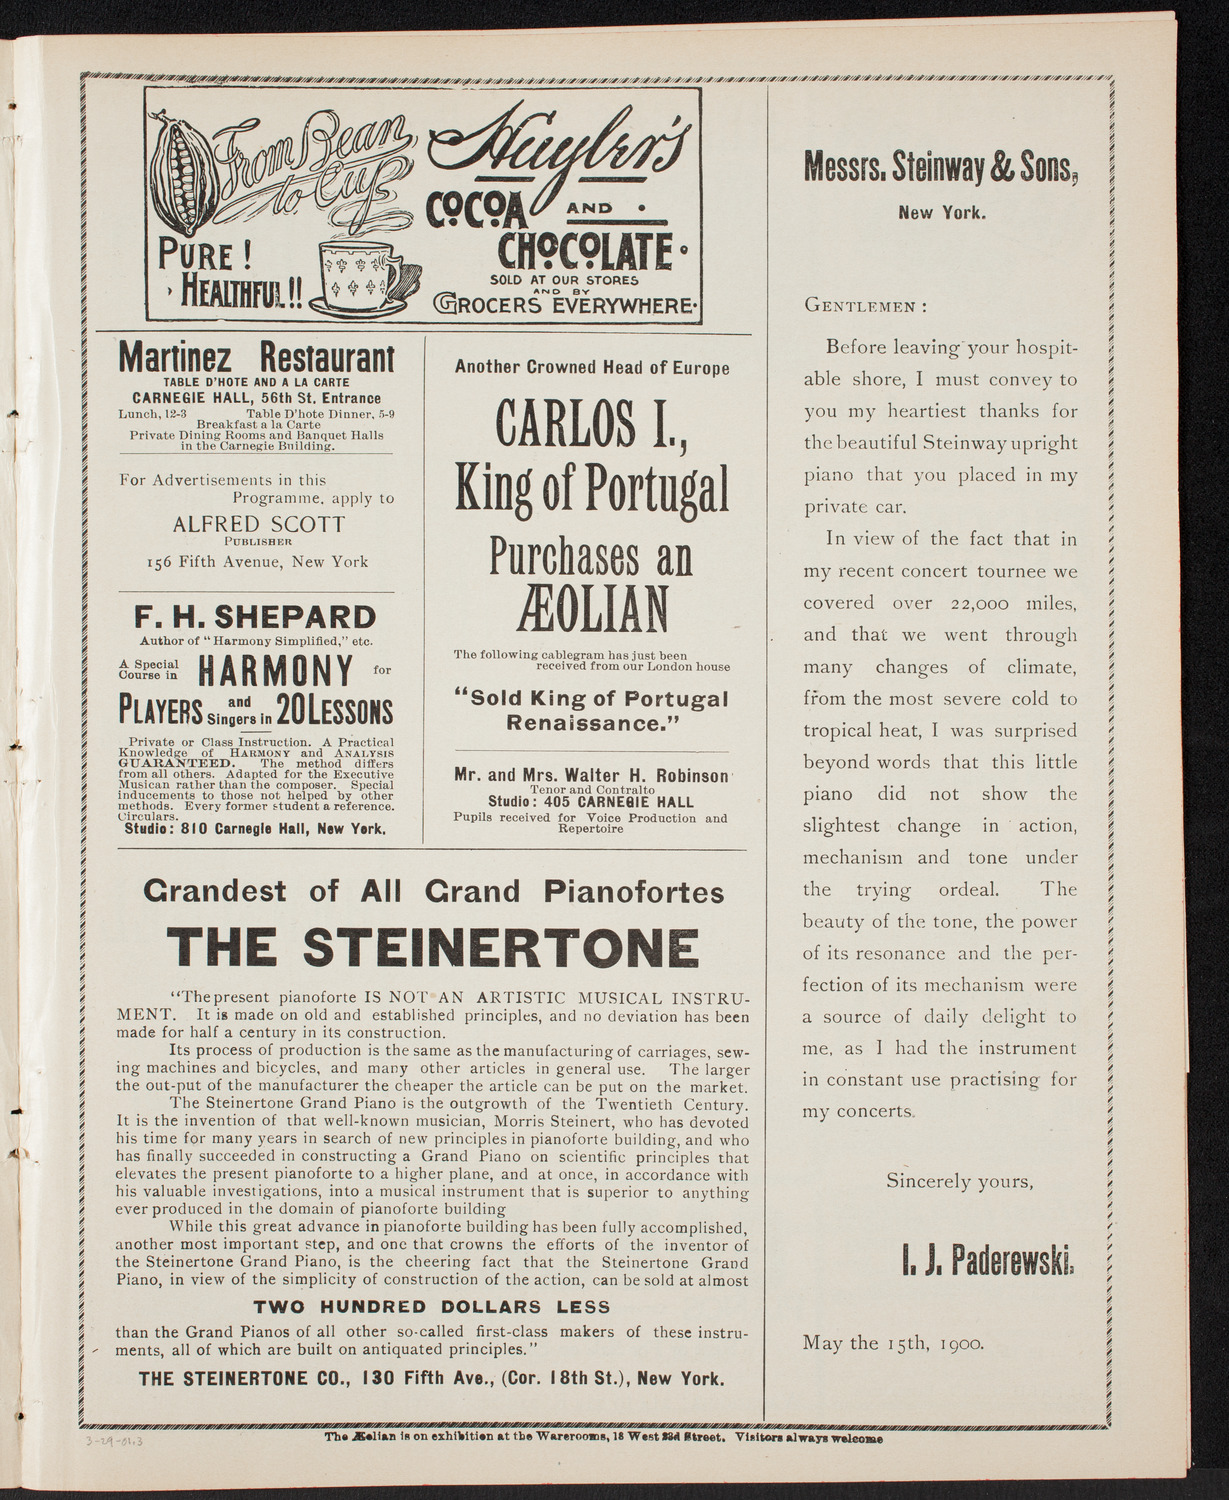 From Bean
to Cup
PURE!
HEALTHFUL!!
Huyler's
COCOA AND
CHOCOLATE
SOLD AT OUR STORES
AND BY
GROCERS EVERYWHERE
Martinez Restaurant
TABLE D'HOTE AND A LA CARTE
CARNEGIE HALL, 56th St. Entrance
Lunch, 12-3 Table D'hote Dinner, 5-9
Breakfast a la Carte
Private Dining Rooms and Banquet Halls
in the Carnegie Building.
For Advertisements in this
Programme, apply to
ALFRED SCOTT
PUBLISHER
156 Fifth Avenue, New York
F. H. SHEPARD
Author of "Harmony Simplified," etc.
A Special
Course in HARMONY for
PLAYERS and
Singers in 20 LESSONS
Private or Class Instruction. A Practical
Knowledge of HARMONY and ANALYSIS
GUARANTEED. The method differs
from all others. Adapted for the Executive
Musican rather than the composer. Special
inducements to those not helped by other
methods. Every former student a reference.
Circulars.
Studio: 810 Carnegie Hall, New York.
Another Crowned Head of Europe
CARLOS I.,
King of Portugal
Purchases an
ÆOLIAN
The following cablegram has just been
received from our London house
"Sold King of Portugal
Renaissance."
Mr. and Mrs. Walter H. Robinson
Tenor and Contralto
Studio: 405 CARNEGIE HALL
Pupils received for Voice Production and
Repertoire
Grandest of All Grand Pianofortes
THE STEINERTONE
"The present pianoforte IS NOT AN ARTISTIC MUSICAL INSTRU-
MENT. It is made on old and established principles, and no deviation has been
made for half a century in its construction.
Its process of production is the same as the manufacturing of carriages, sew-
ing machines and bicycles, and many other articles in general use. The larger
the out-put of the manufacturer the cheaper the article can be put on the market.
The Steinertone Grand Piano is the outgrowth of the Twentieth Century.
It is the invention of that well-known musician, Morris Steinert, who has devoted
his time for many years in search of new principles in pianoforte building, and who
has finally succeeded in constructing a Grand Piano on scientific principles that
elevates the present pianoforte to a higher plane, and at once, in accordance with
his valuable investigations, into a musical instrument that is superior to anything
ever produced in the domain of pianoforte building
While this great advance in pianoforte building has been fully accomplished,
another most important step, and one that crowns the efforts of the inventor of
the Steinertone Grand Piano, is the cheering fact that the Steinertone Grand
Piano, in view of the simplicity of construction of the action, can be sold at almost
TWO HUNDRED DOLLARS LESS
than the Grand Pianos of all other so-called first-class makers of these instru-
ments, all of which are built on antiquated principles."
THE STEINERTONE CO., 130 Fifth Ave., (Cor. 18th St.), New York.
Messrs. Steinway & Sons,
New York.
GENTLEMEN:
Before leaving your hospit-
able shore, I must convey to
you my heartiest thanks for
the beautiful Steinway upright
piano that you placed in my
private car.
In view of the fact that in
my recent concert tournee we
covered over 22,000 miles,
and that we went through
many changes of climate,
from the most severe cold to
tropical heat, I was surprised
beyond words that this little
piano did not show the
slightest change in action,
mechanism and tone under
the trying ordeal. The
beauty of the tone, the power
of its resonance and the per-
fection of its mechanism were
a source of daily delight to
me, as I had the instrument
in constant use practising for
my concerts.
Sincerely yours,
I. J. Paderewski.
May the 15th, 1900.
The Æolian is on exhibition at the Warerooms, 18 West 23d Street. Visitors always welcome
3-29-01.3